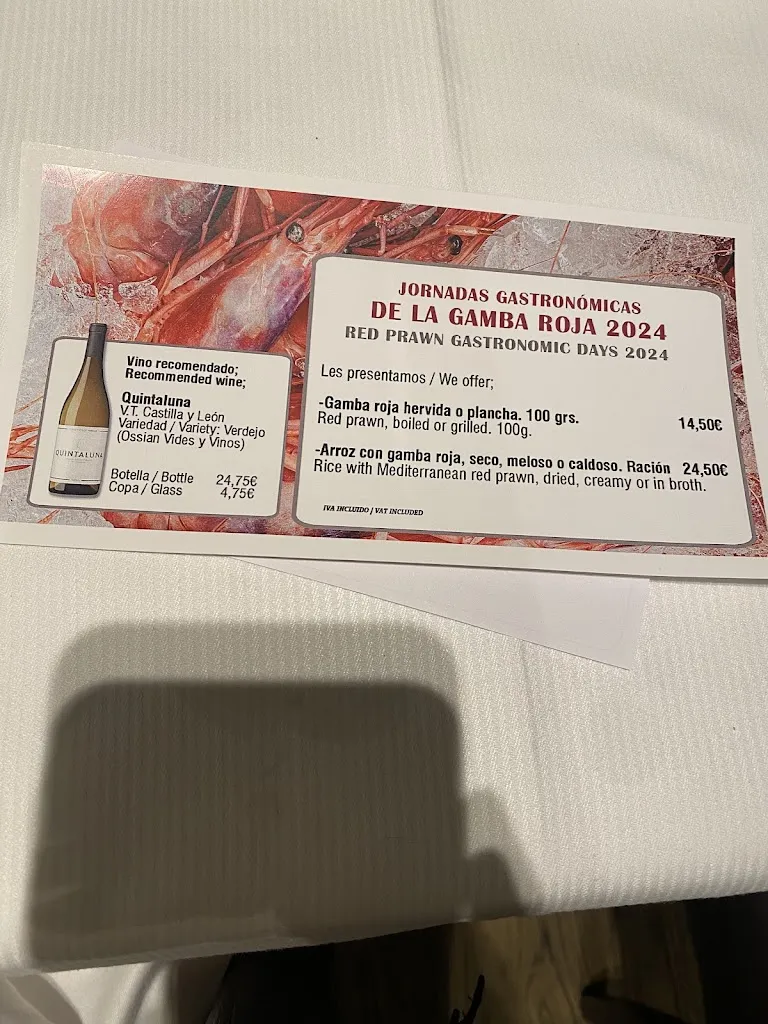 JORNADAS GASTRONÓMICAS
DE LA GAMBA ROJA 2024
RED PRAWN GASTRONOMIC DAYS 2024
Les presentamos / We offer;
-Gamba roja hervida o plancha. 100 grs. 14,50€
Red prawn, boiled or grilled. 100g.
-Arroz con gamba roja, seco, meloso o caldoso. Ración 24,50€
Rice with Mediterranean red prawn, dried, creamy or in broth.
IVA INCLUIDO / VAT INCLUDED
Vino recomendado;
Recommended wine;
Quintaluna
V.T. Castilla y León
Variedad / Variety: Verdejo
(Ossian Vides y Vinos)
Botella / Bottle 24,75€
Copa / Glass 4,75€
QUINTALUNA